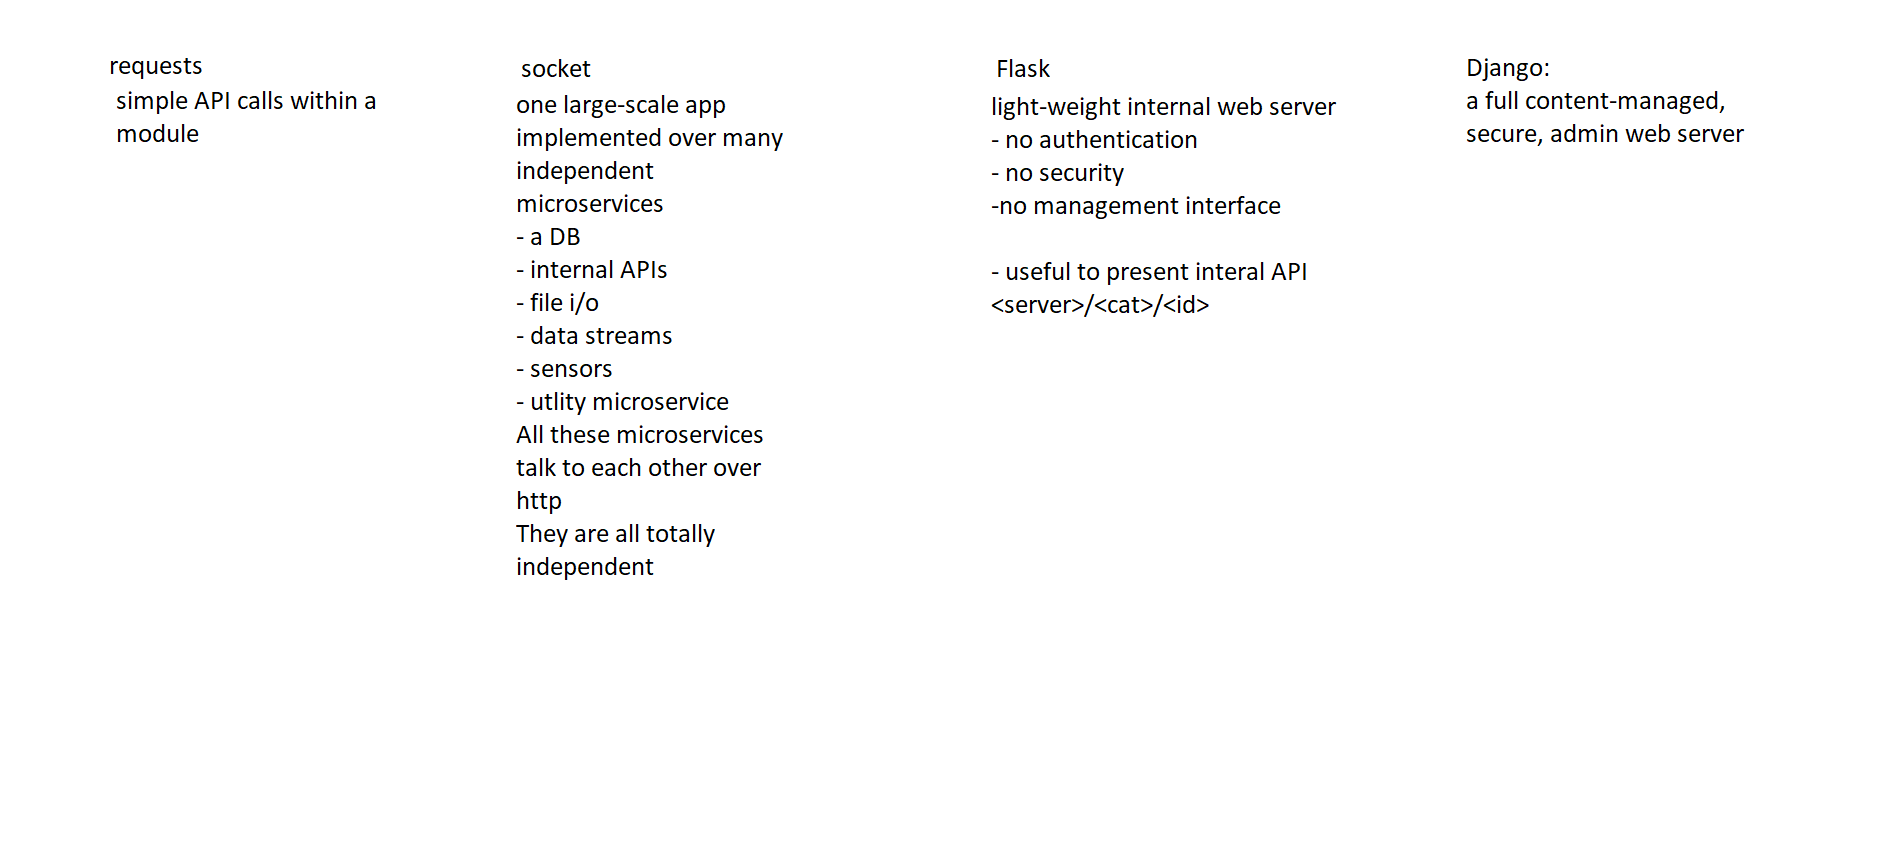 requests
simple API calls within a
module
socket
one large-scale app
implemented over many
independent
microservices
- a DB
- internal APIs
- file i/o
- data streams
- sensors
- utlity microservice
All these microservices
talk to each other over
http
They are all totally
independent
Flask
light-weight internal web server
- no authentication
- no security
-no management interface
- useful to present interal API
<server>/<cat>/<id>
Django:
a full content-managed,
secure, admin web server